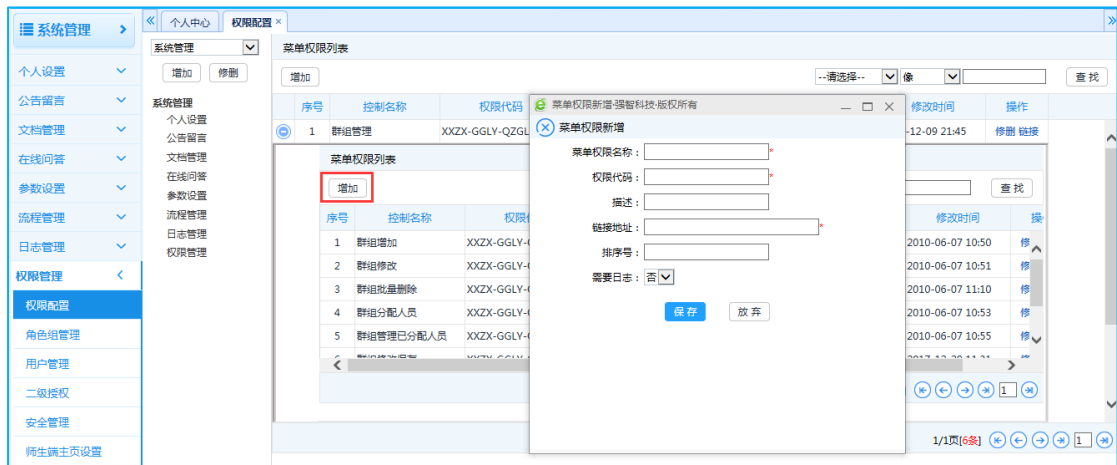 系统管理
个人设置
公告留言
文档管理
在线问答
参数设置
流程管理
日志管理
权限管理
权限配置
角色组管理
用户管理
二级授权
安全管理
师生端主页设置
个人中心 权限配置 ×
系统管理
增加 修删
系统管理
个人设置
公告留言
文档管理
在线问答
参数设置
流程管理
日志管理
权限管理
菜单权限列表
增加 --请选择-- 像 查 找
序号 控制名称 权限代码 修改时间 操作
1 群组管理 XXZX-GGLY-QZGL -12-09 21:45 修删 链接
菜单权限列表
增加 查 找
序号 控制名称 修改时间
1 群组增加 XXZX-GGLY- 2010-06-07 10:50
2 群组修改 XXZX-GGLY- 2010-06-07 10:51
3 群组批量删除 XXZX-GGLY- 2010-06-07 11:10
4 群组分配人员 XXZX-GGLY- 2010-06-07 10:53
5 群组管理已分配人员 XXZX-GGLY- 2010-06-07 10:55
1
1/1页[6条] 1
菜单权限新增-强智科技-版权所有
菜单权限新增
菜单权限名称： *
权限代码： *
描述：
链接地址： *
排序号：
需要日志： 否
保 存 放 弃